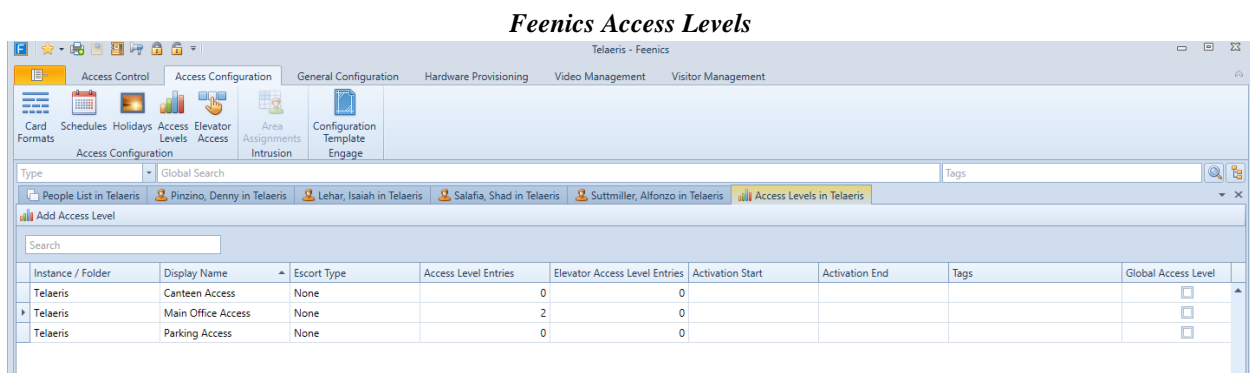 Feenics Access Levels
Telaeris - Feenics
Access Control Access Configuration General Configuration Hardware Provisioning Video Management Visitor Management
Card Formats
Schedules
Holidays
Access Levels
Elevator Access
Area Assignments
Configuration Template
Access Configuration Intrusion Engage
Type Global Search Tags
People List in Telaeris Pinzino, Denny in Telaeris Lehar, Isaiah in Telaeris Salafia, Shad in Telaeris Suttmiller, Alfonzo in Telaeris Access Levels in Telaeris
Add Access Level
Search
Instance / Folder Display Name Escort Type Access Level Entries Elevator Access Level Entries Activation Start Activation End Tags Global Access Level
Telaeris Canteen Access None 0 0
Telaeris Main Office Access None 2 0
Telaeris Parking Access None 0 0